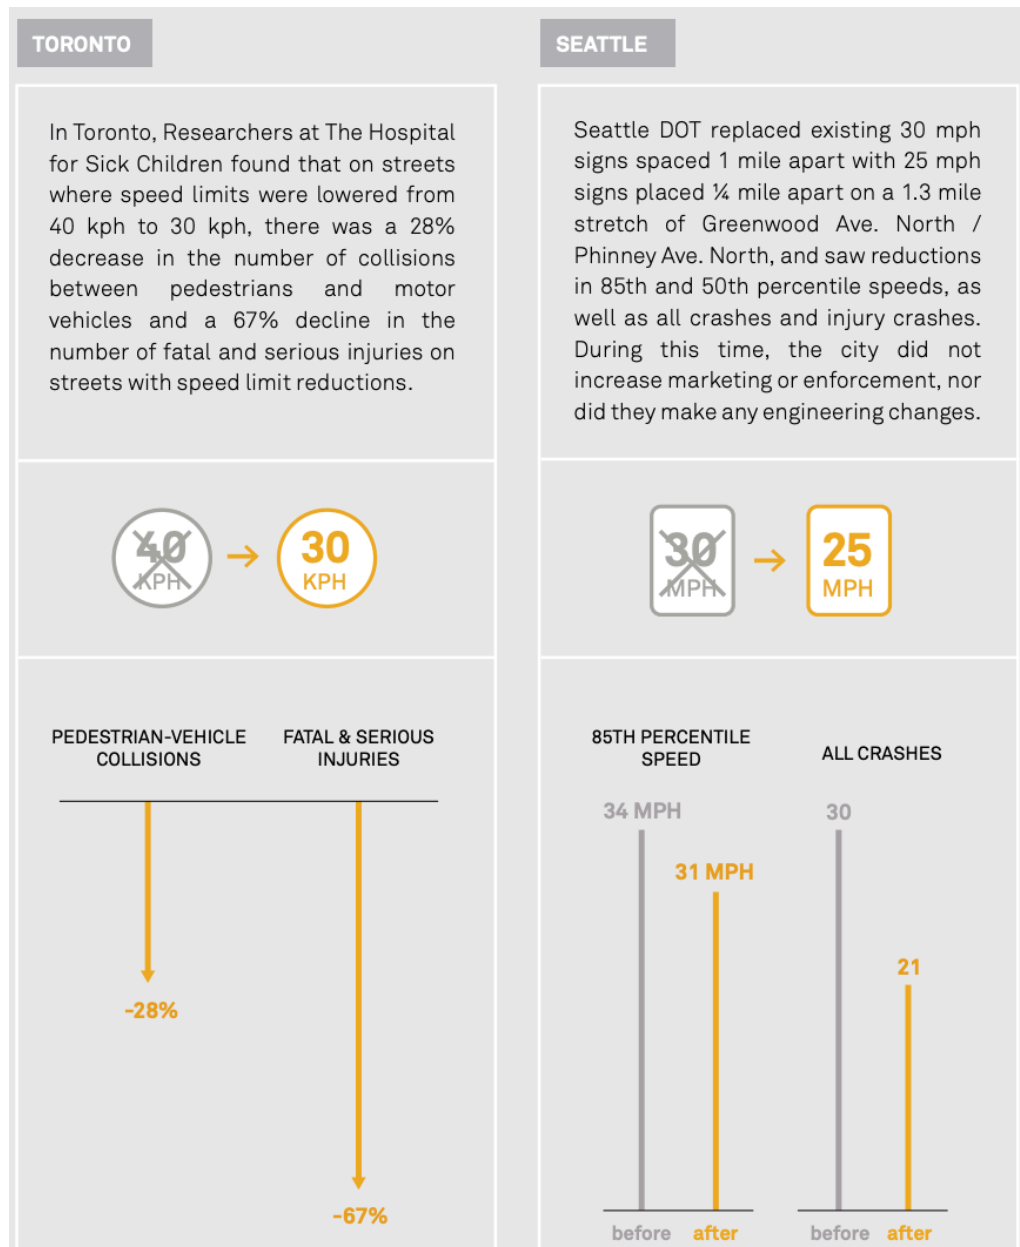 TORONTO
In Toronto, Researchers at The Hospital
for Sick Children found that on streets
where speed limits were lowered from
40 kph to 30 kph, there was a 28%
decrease in the number of collisions
between pedestrians and motor
vehicles and a 67% decline in the
number of fatal and serious injuries on
streets with speed limit reductions.
40
KPH
30
KPH
PEDESTRIAN-VEHICLE
COLLISIONS
FATAL & SERIOUS
INJURIES
-28%
-67%
SEATTLE
Seattle DOT replaced existing 30 mph
signs spaced 1 mile apart with 25 mph
signs placed ¼ mile apart on a 1.3 mile
stretch of Greenwood Ave. North /
Phinney Ave. North, and saw reductions
in 85th and 50th percentile speeds, as
well as all crashes and injury crashes.
During this time, the city did not
increase marketing or enforcement, nor
did they make any engineering changes.
30
MPH
25
MPH
85TH PERCENTILE
SPEED
34 MPH
31 MPH
before after
ALL CRASHES
30
21
before after